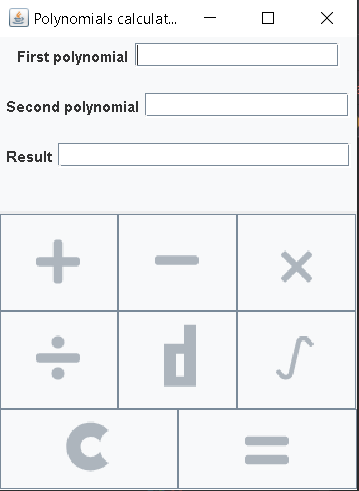 Polynomials calculat...
First polynomial
Second polynomial
Result
+ − ×
÷ d ∫
C =